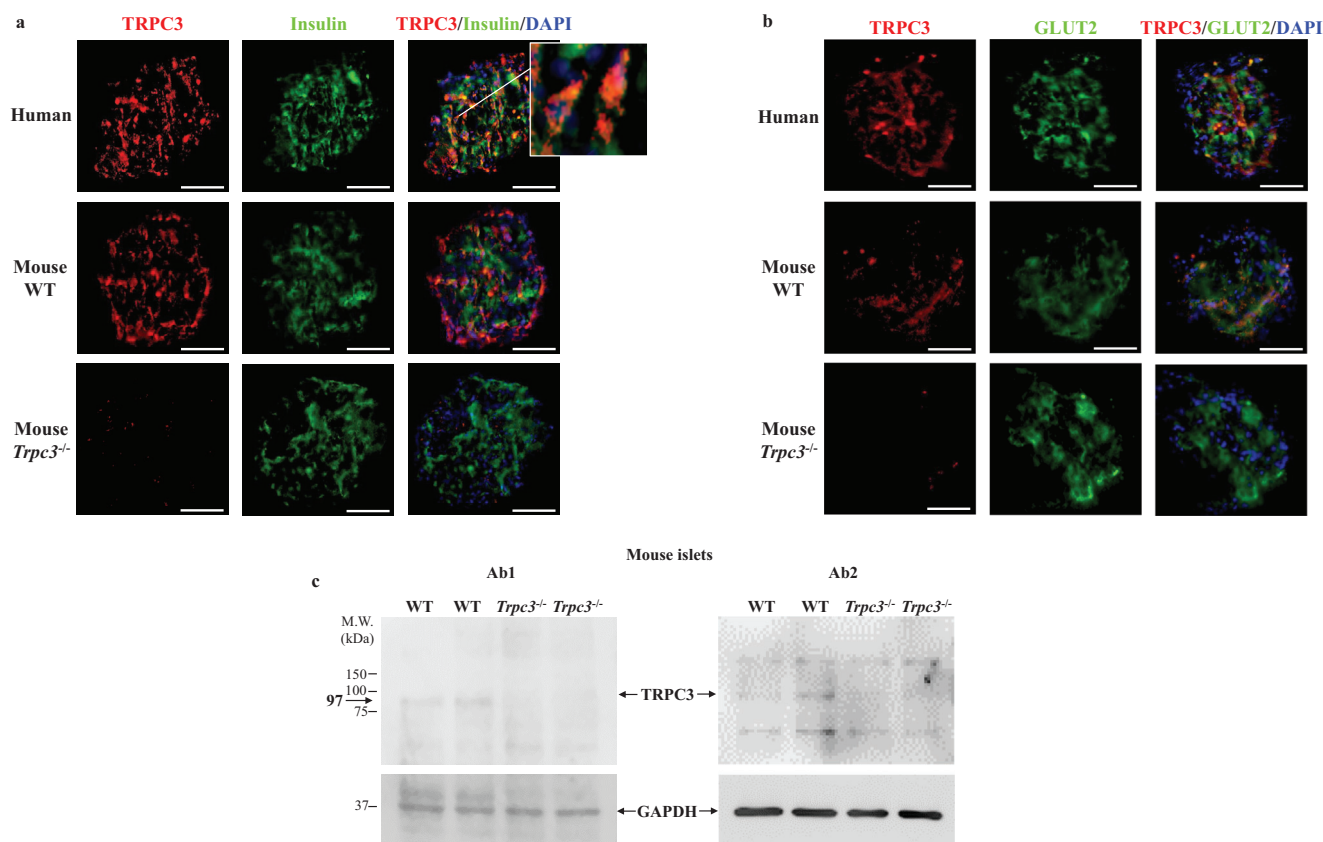 a
TRPC3 Insulin TRPC3/Insulin/DAPI
Human
Mouse
WT
Mouse
Trpc3-/-
b
TRPC3 GLUT2 TRPC3/GLUT2/DAPI
Human
Mouse
WT
Mouse
Trpc3-/-
Mouse islets
c
Ab1 Ab2
WT WT Trpc3-/- Trpc3-/- WT WT Trpc3-/- Trpc3-/-
M.W.
(kDa)
150
100
97
75
TRPC3
37
GAPDH